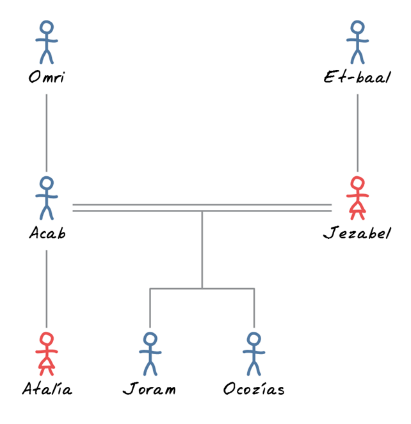 Omri
Et-baal
Acab
Jezabel
Atalía
Joram
Ocozías